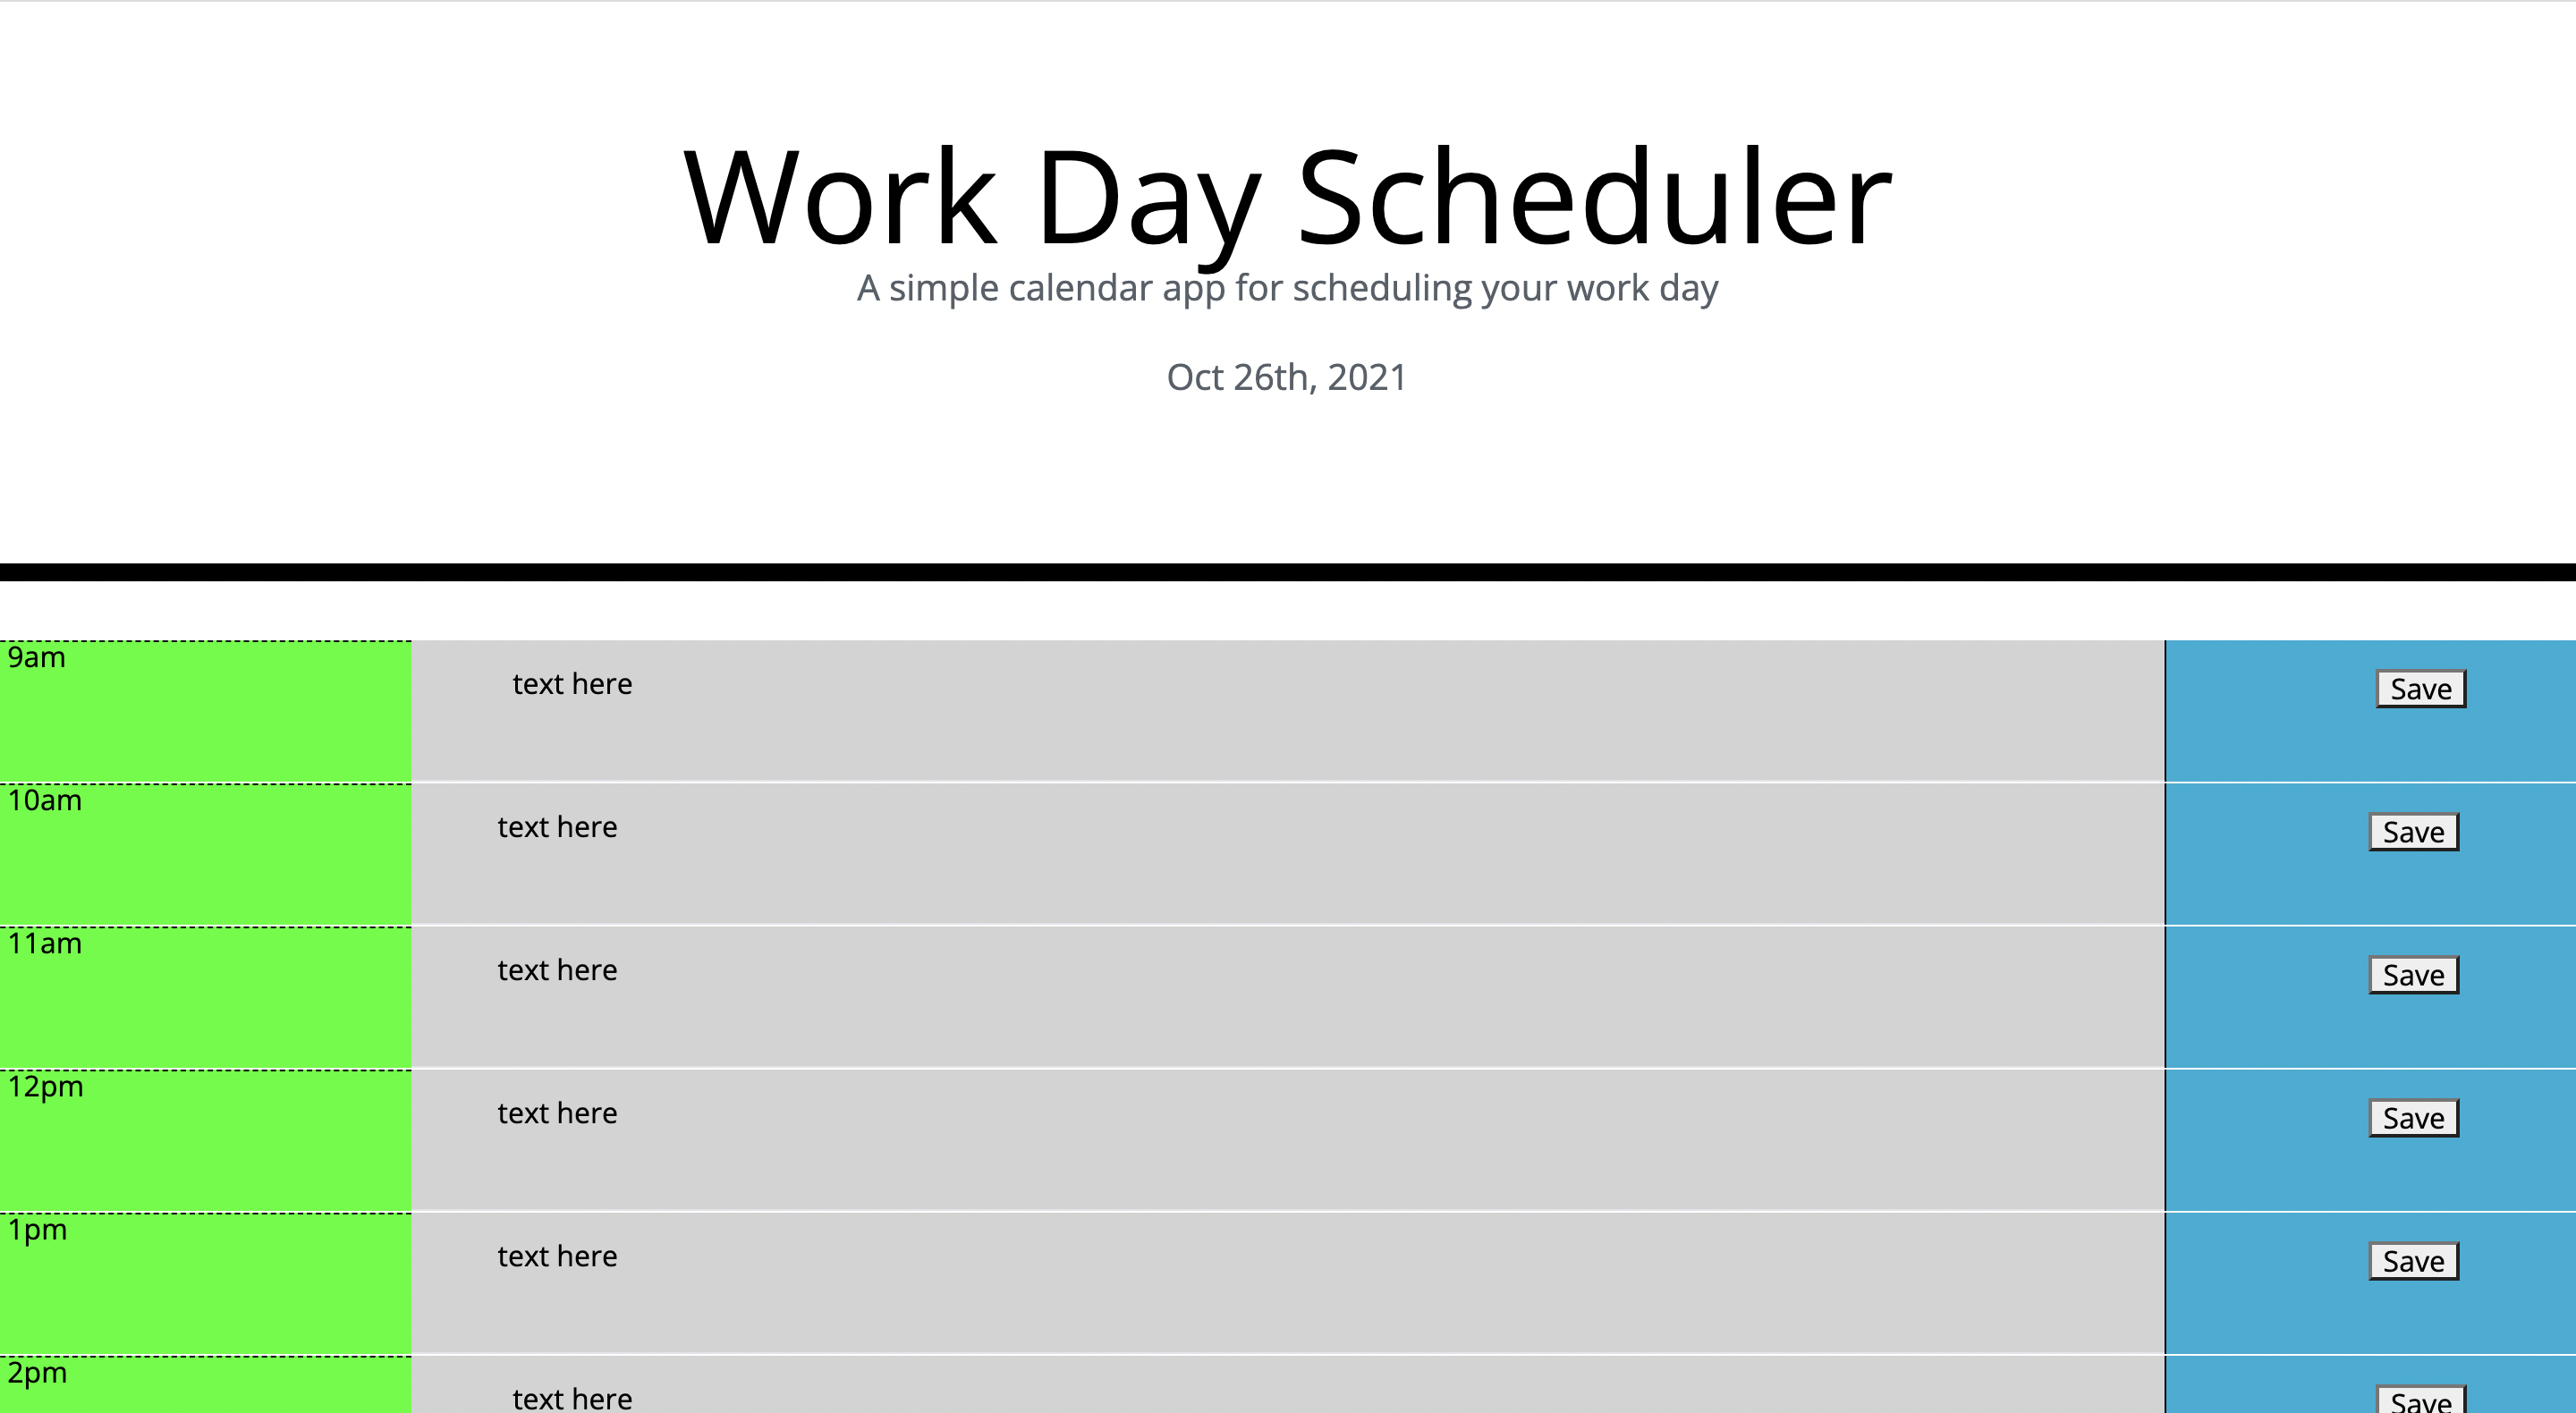 Work Day Scheduler
A simple calendar app for scheduling your work day
Oct 26th, 2021
9am
text here
Save
10am
text here
Save
11am
text here
Save
12pm
text here
Save
1pm
text here
Save
2pm
text here
Save